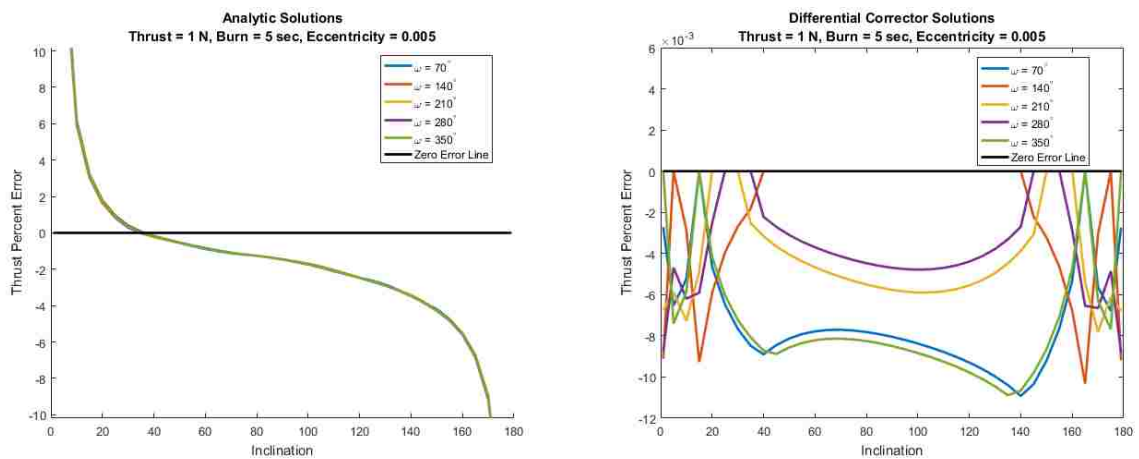 Analytic Solutions
Thrust = 1 N, Burn = 5 sec, Eccentricity = 0.005
10
8
6
4
2
0
-2
-4
-6
-8
-10
Thrust Percent Error
ω = 70°
ω = 140°
ω = 210°
ω = 280°
ω = 350°
Zero Error Line
0 20 40 60 80 100 120 140 160 180
Inclination
Differential Corrector Solutions
Thrust = 1 N, Burn = 5 sec, Eccentricity = 0.005
×10⁻³
6
4
2
0
-2
-4
-6
-8
-10
-12
Thrust Percent Error
ω = 70°
ω = 140°
ω = 210°
ω = 280°
ω = 350°
Zero Error Line
0 20 40 60 80 100 120 140 160 180
Inclination